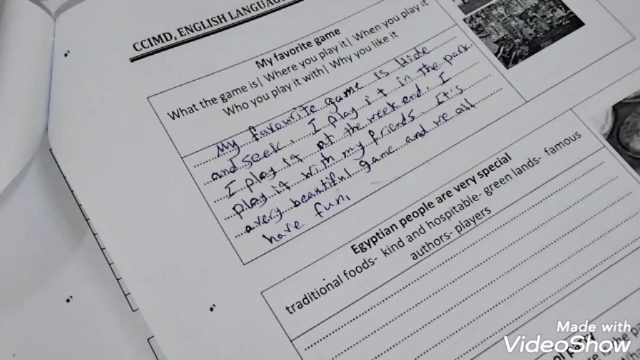 CCIMD, ENGLISH LANGUAGE
My favorite game
What the game is| Where you play it| When you play it
Who you play it with| Why you like it
My favourite game is Hide
and seek. I play it in the park.
I play it at the week end. I
play it with my friends. It's
a very beautiful game and we all
have fun.
Egyptian people are very special
traditional foods- kind and hospitable- green lands- famous
authors- players
Made with
VideoShow